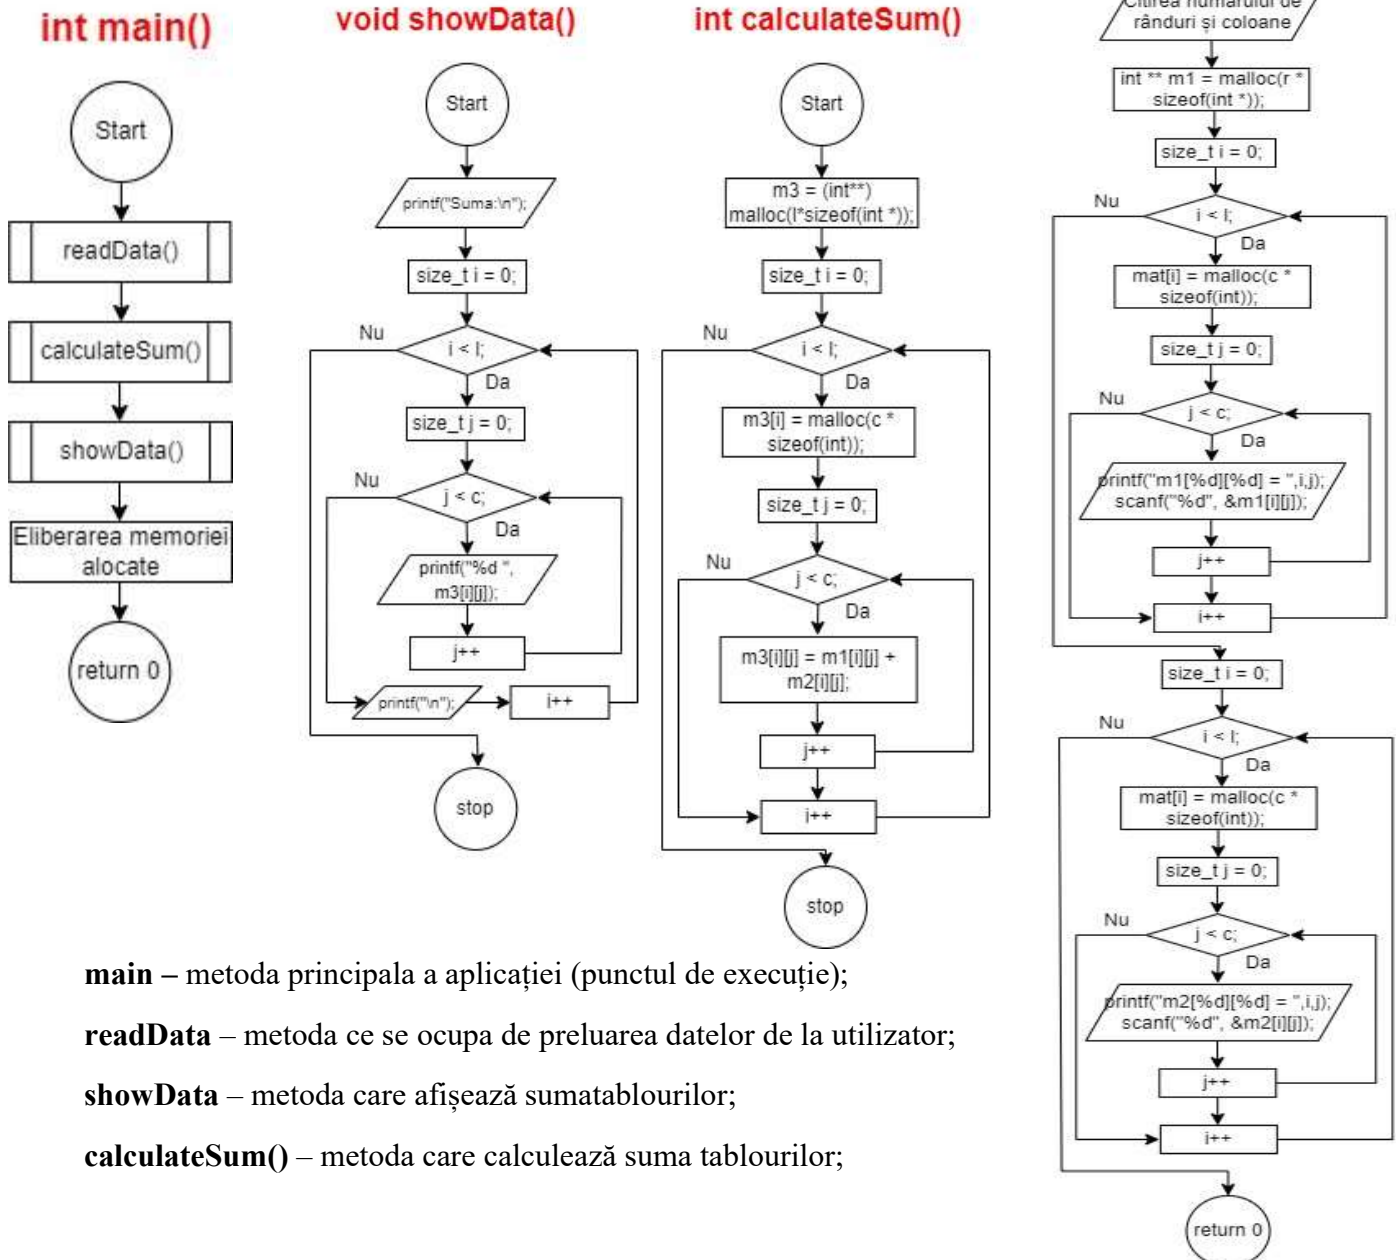 int main()
Start
readData()
calculateSum()
showData()
Eliberarea memoriei
alocate
return 0
void showData()
Start
printf("Suma:\n");
size_t i = 0;
Nu
i < l;
Da
size_t j = 0;
Nu
j < c;
Da
printf("%d ",
m3[i][j]);
j++
printf("\n");
i++
stop
int calculateSum()
Start
m3 = (int**)
malloc(l*sizeof(int *));
size_t i = 0;
Nu
i < l;
Da
m3[i] = malloc(c *
sizeof(int));
size_t j = 0;
Nu
j < c;
Da
m3[i][j] = m1[i][j] +
m2[i][j];
j++
i++
stop
Citirea numărului de
rânduri și coloane
int ** m1 = malloc(r *
sizeof(int *));
size_t i = 0;
Nu
i < l;
Da
mat[i] = malloc(c *
sizeof(int));
size_t j = 0;
Nu
j < c;
Da
printf("m1[%d][%d] = ",i,j);
scanf("%d", &m1[i][j]);
j++
i++
size_t i = 0;
Nu
i < l;
Da
mat[i] = malloc(c *
sizeof(int));
size_t j = 0;
Nu
j < c;
Da
printf("m2[%d][%d] = ",i,j);
scanf("%d", &m2[i][j]);
j++
i++
return 0
main – metoda principala a aplicației (punctul de execuție);
readData – metoda ce se ocupa de preluarea datelor de la utilizator;
showData – metoda care afișează sumatablourilor;
calculateSum() – metoda care calculează suma tablourilor;